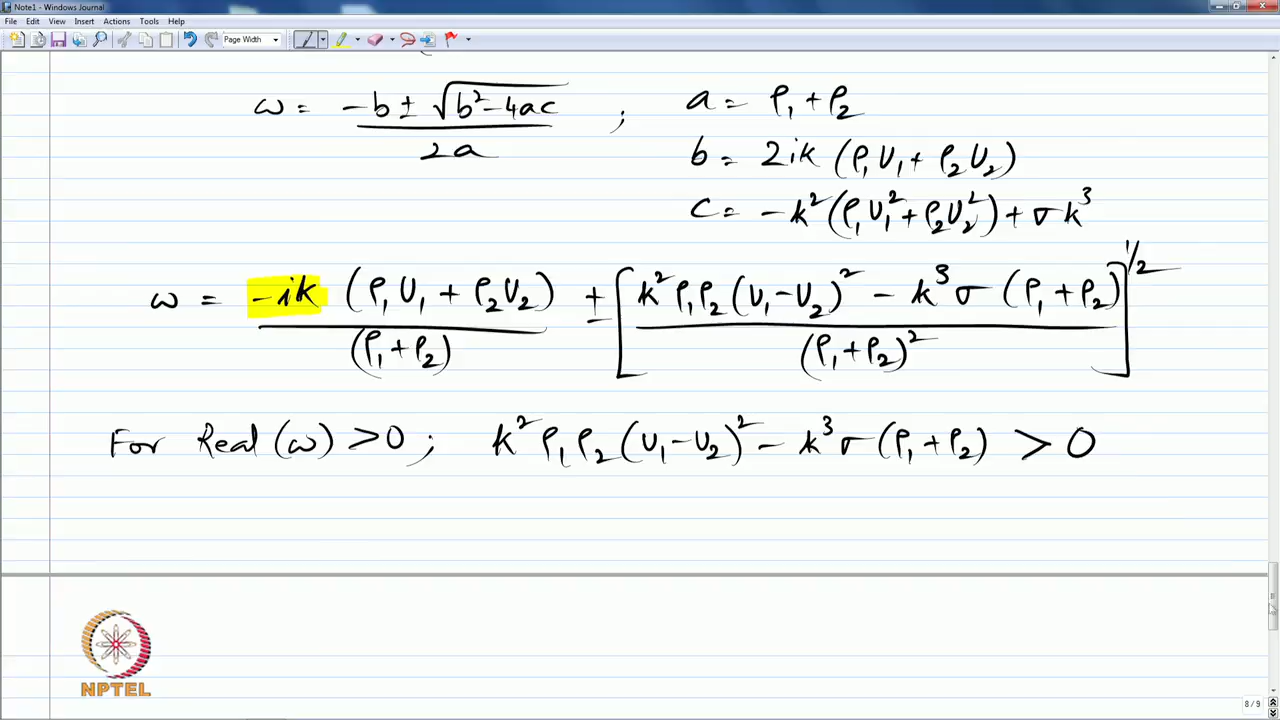 Note1 - Windows Journal
File Edit View Insert Actions Tools Help
Page Width
ω = (-b ± √(b² - 4ac)) / 2a ; a = ρ₁ + ρ₂
b = 2ik (ρ₁U₁ + ρ₂U₂)
c = -k² (ρ₁U₁² + ρ₂U₂²) + σk³
ω = -ik (ρ₁U₁ + ρ₂U₂) / (ρ₁ + ρ₂) ± [ (k²ρ₁ρ₂(U₁ - U₂)² - k³σ(ρ₁ + ρ₂)) / (ρ₁ + ρ₂)² ]^1/2
For Real (ω) > 0 ; k²ρ₁ρ₂(U₁ - U₂)² - k³σ(ρ₁ + ρ₂) > 0
NPTEL
8 / 9